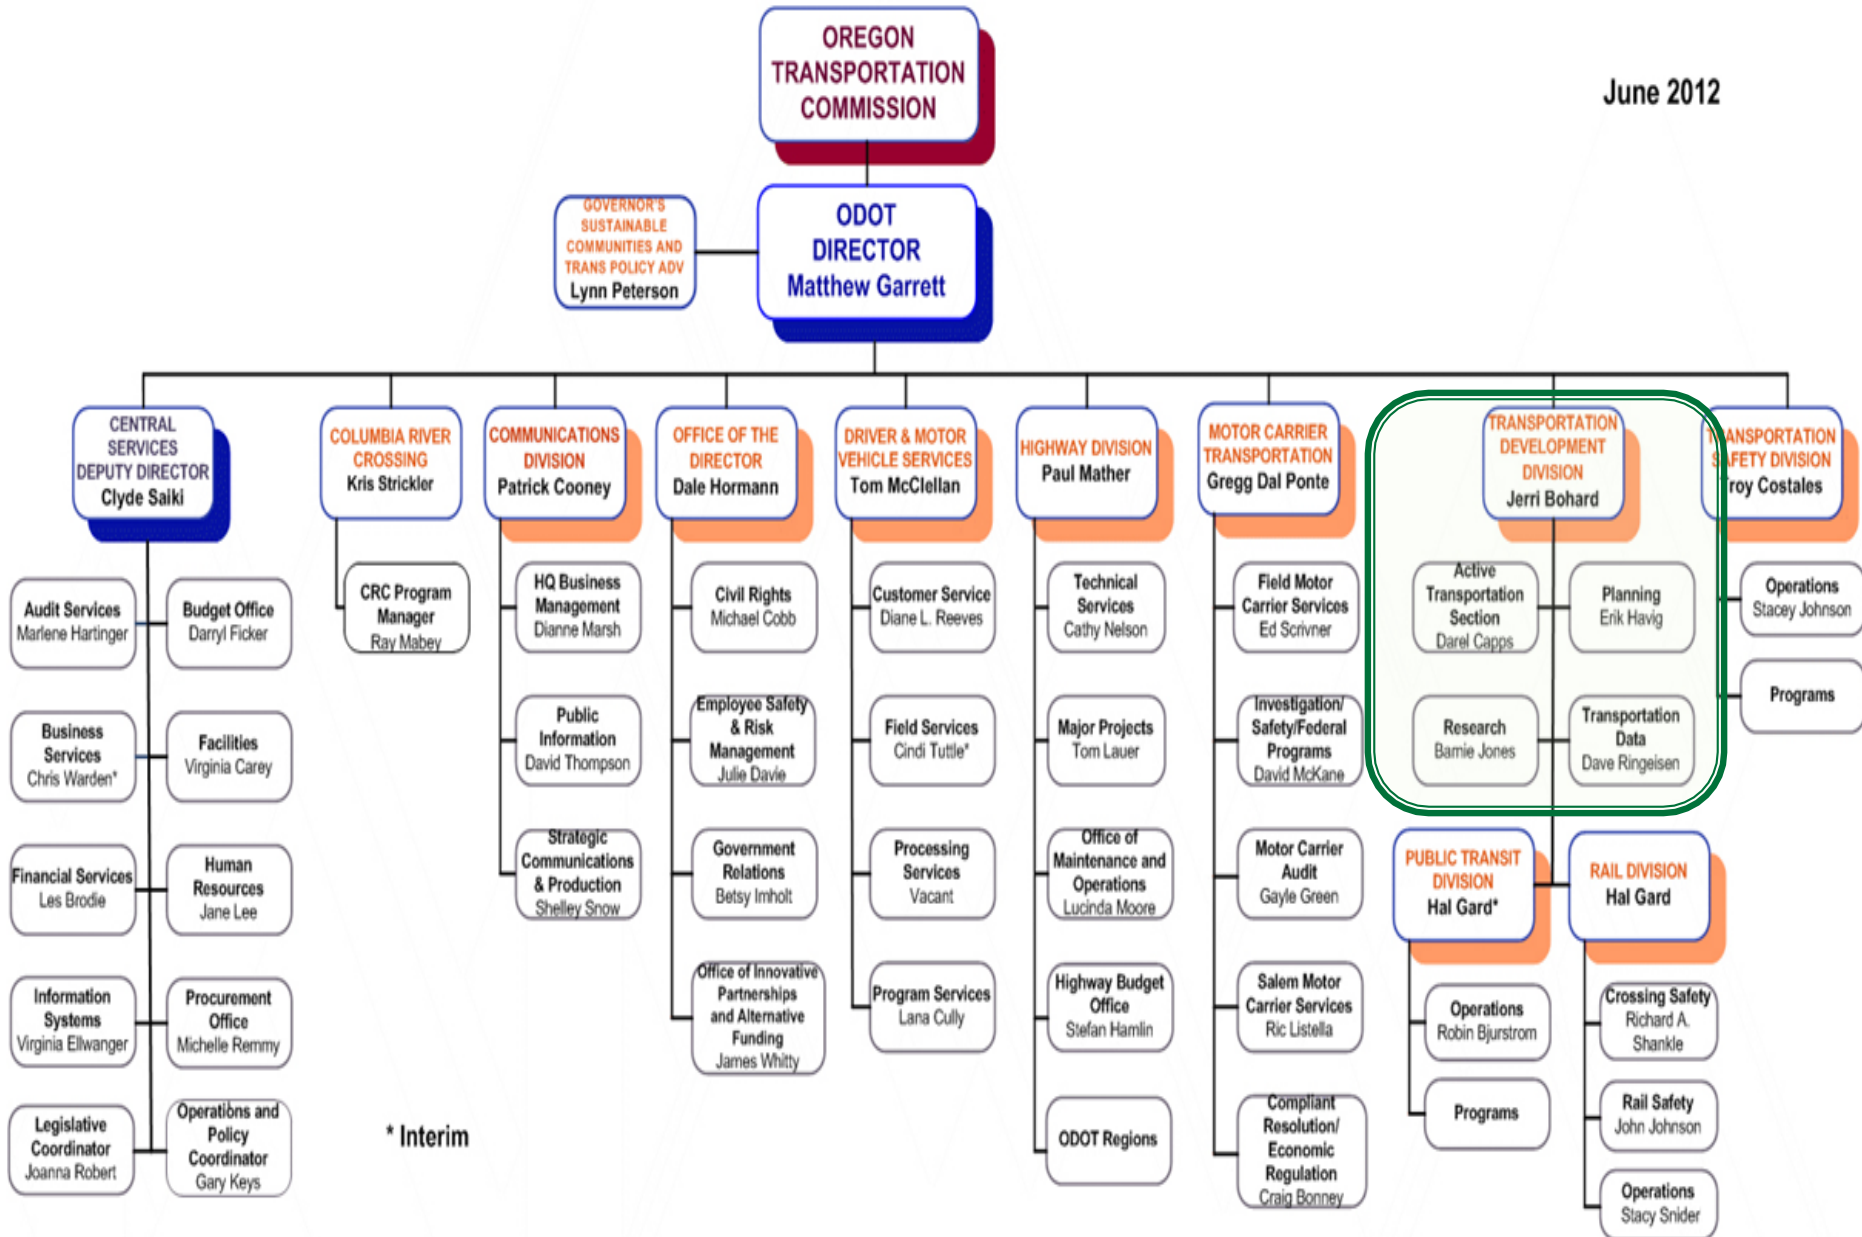 OREGON
TRANSPORTATION
COMMISSION
June 2012
GOVERNOR'S
SUSTAINABLE
COMMUNITIES AND
TRANS POLICY ADV
Lynn Peterson
ODOT
DIRECTOR
Matthew Garrett
CENTRAL
SERVICES
DEPUTY DIRECTOR
Clyde Saiki
COLUMBIA RIVER
CROSSING
Kris Strickler
COMMUNICATIONS
DIVISION
Patrick Cooney
OFFICE OF THE
DIRECTOR
Dale Hormann
DRIVER & MOTOR
VEHICLE SERVICES
Tom McClellan
HIGHWAY DIVISION
Paul Mather
MOTOR CARRIER
TRANSPORTATION
Gregg Dal Ponte
TRANSPORTATION
DEVELOPMENT
DIVISION
Jerri Bohard
TRANSPORTATION
SAFETY DIVISION
Troy Costales
Audit Services
Marlene Hartinger
Budget Office
Darryl Ficker
Business
Services
Chris Warden*
Facilities
Virginia Carey
Financial Services
Les Brodie
Human
Resources
Jane Lee
Information
Systems
Virginia Ellwanger
Procurement
Office
Michelle Remmy
Legislative
Coordinator
Joanna Robert
Operations and
Policy
Coordinator
Gary Keys
CRC Program
Manager
Ray Mabey
HQ Business
Management
Dianne Marsh
Public
Information
David Thompson
Strategic
Communications
& Production
Shelley Snow
Civil Rights
Michael Cobb
Employee Safety
& Risk
Management
Julie Davie
Government
Relations
Betsy Imholt
Office of Innovative
Partnerships
and Alternative
Funding
James Whitty
Customer Service
Diane L. Reeves
Field Services
Cindi Tuttle*
Processing
Services
Vacant
Program Services
Lana Cully
Technical
Services
Cathy Nelson
Major Projects
Tom Lauer
Office of
Maintenance and
Operations
Lucinda Moore
Highway Budget
Office
Stefan Hamlin
ODOT Regions
Field Motor
Carrier Services
Ed Scrivner
Investigation/
Safety/Federal
Programs
David McKane
Motor Carrier
Audit
Gayle Green
Salem Motor
Carrier Services
Ric Listella
Compliant
Resolution/
Economic
Regulation
Craig Bonney
Active
Transportation
Section
Darel Capps
Planning
Erik Havig
Research
Barnie Jones
Transportation
Data
Dave Ringeisen
PUBLIC TRANSIT
DIVISION
Hal Gard*
RAIL DIVISION
Hal Gard
Operations
Robin Bjurstrom
Programs
Crossing Safety
Richard A.
Shankle
Rail Safety
John Johnson
Operations
Stacy Snider
Operations
Stacey Johnson
Programs
* Interim